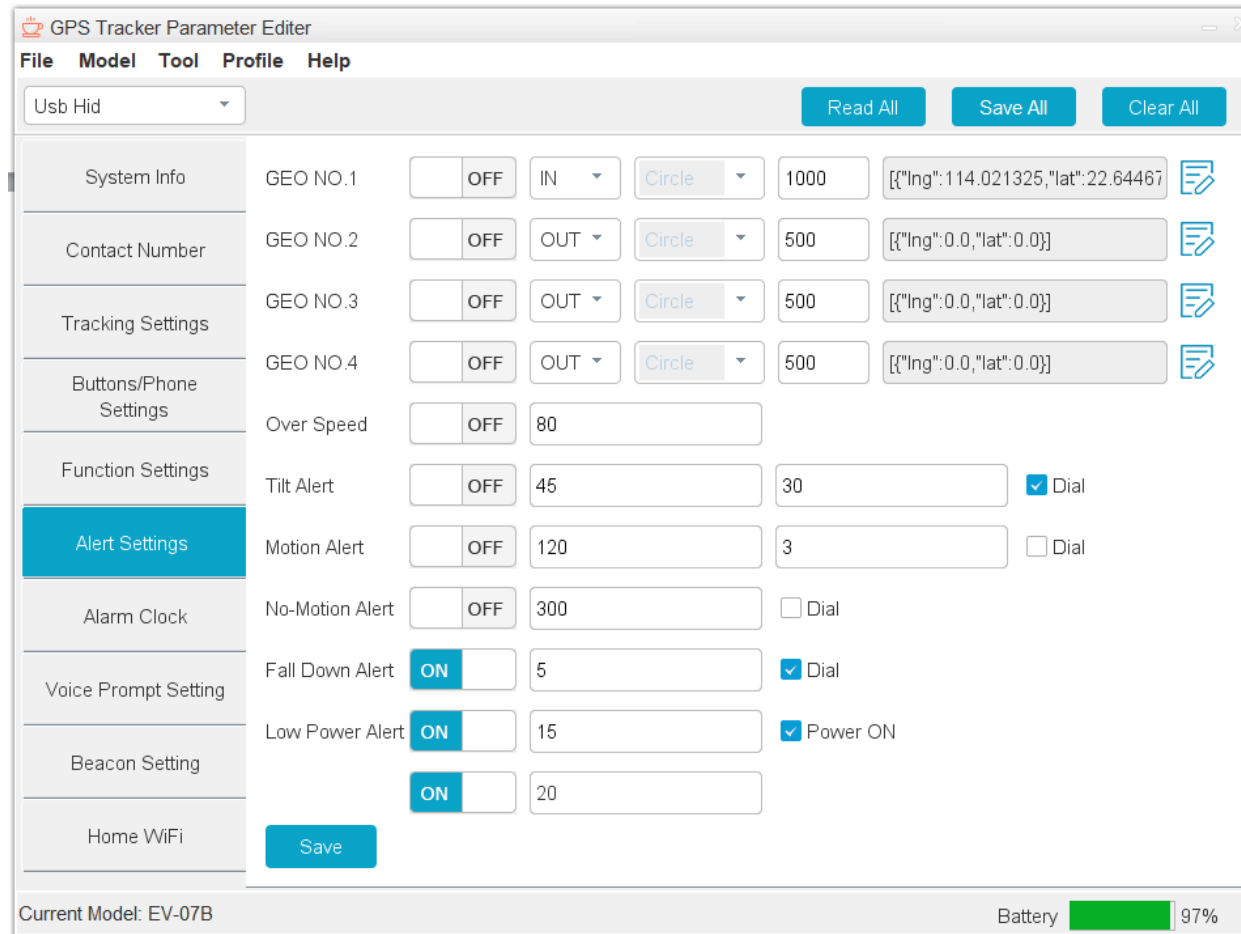 GPS Tracker Parameter Editer
File Model Tool Profile Help
Usb Hid Read All Save All Clear All
System Info
Contact Number
Tracking Settings
Buttons/Phone
Settings
Function Settings
Alert Settings
Alarm Clock
Voice Prompt Setting
Beacon Setting
Home WiFi
GEO NO.1 OFF IN Circle 1000 [{"lng":114.021325,"lat":22.64467
GEO NO.2 OFF OUT Circle 500 [{"lng":0.0,"lat":0.0}]
GEO NO.3 OFF OUT Circle 500 [{"lng":0.0,"lat":0.0}]
GEO NO.4 OFF OUT Circle 500 [{"lng":0.0,"lat":0.0}]
Over Speed OFF 80
Tilt Alert OFF 45 30 Dial
Motion Alert OFF 120 3 Dial
No-Motion Alert OFF 300 Dial
Fall Down Alert ON 5 Dial
Low Power Alert ON 15 Power ON
ON 20
Save
Current Model: EV-07B Battery 97%